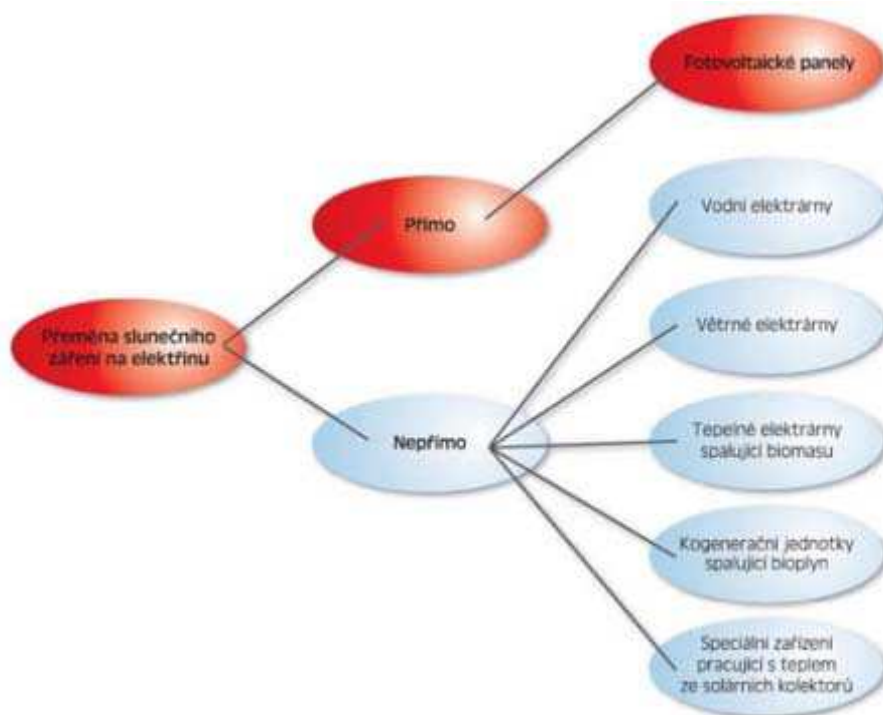 Fotovoltaické panely
Přímo
Vodní elektrárny
Větrné elektrárny
Přeměna slunečního
záření na elektřinu
Nepřímo
Tepelné elektrárny
spalující biomasu
Kogenerační jednotky
spalující bioplyn
Speciální zařízení
pracující s teplem
ze solárních kolektorů